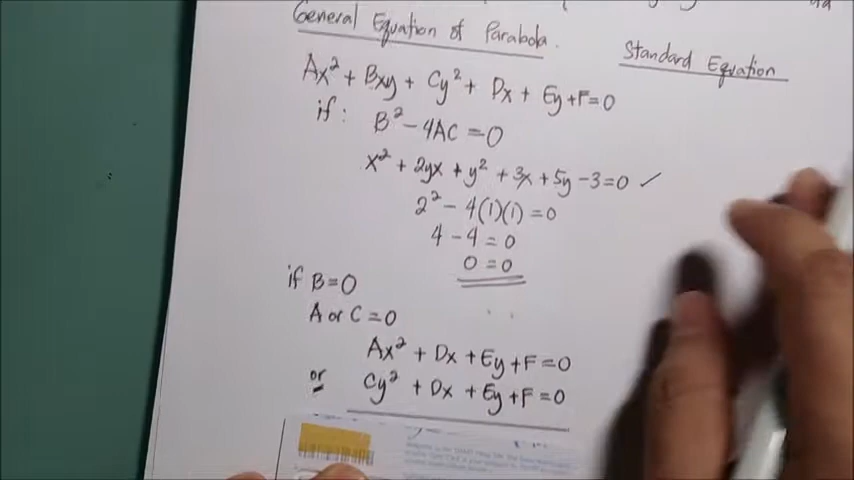 General Equation of Parabola.
Standard Equation
Ax² + Bxy + Cy² + Dx + Ey + F = 0
if : B² - 4AC = 0
x² + 2yx + y² + 3x + 5y - 3 = 0 ✓
2² - 4(1)(1) = 0
4 - 4 = 0
0 = 0
if B = 0
A or C = 0
Ax² + Dx + Ey + F = 0
or Cy² + Dx + Ey + F = 0